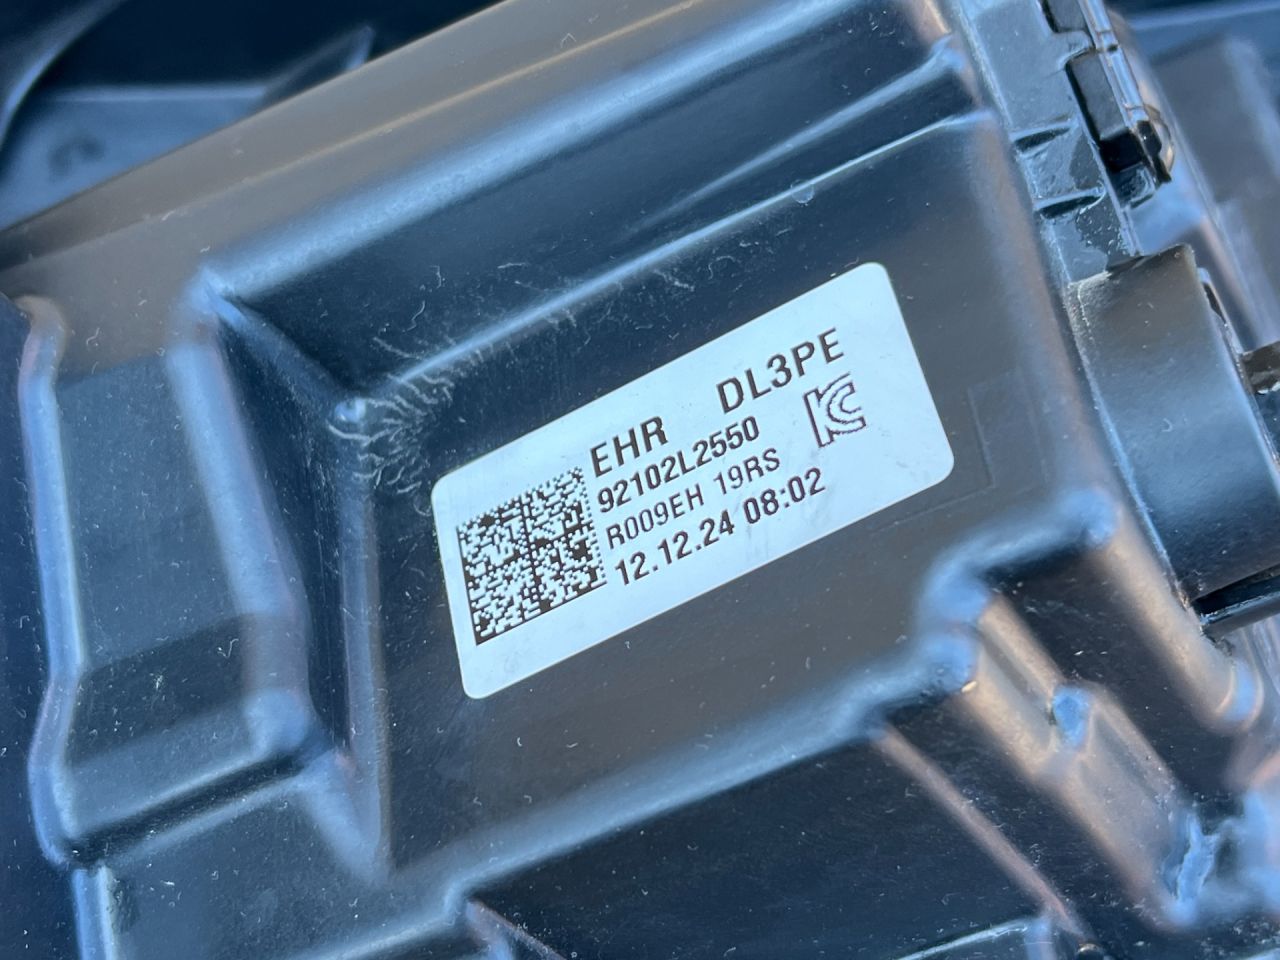 EHR DL3PE
92102L2550
R009EH 19RS
12.12.24 08:02